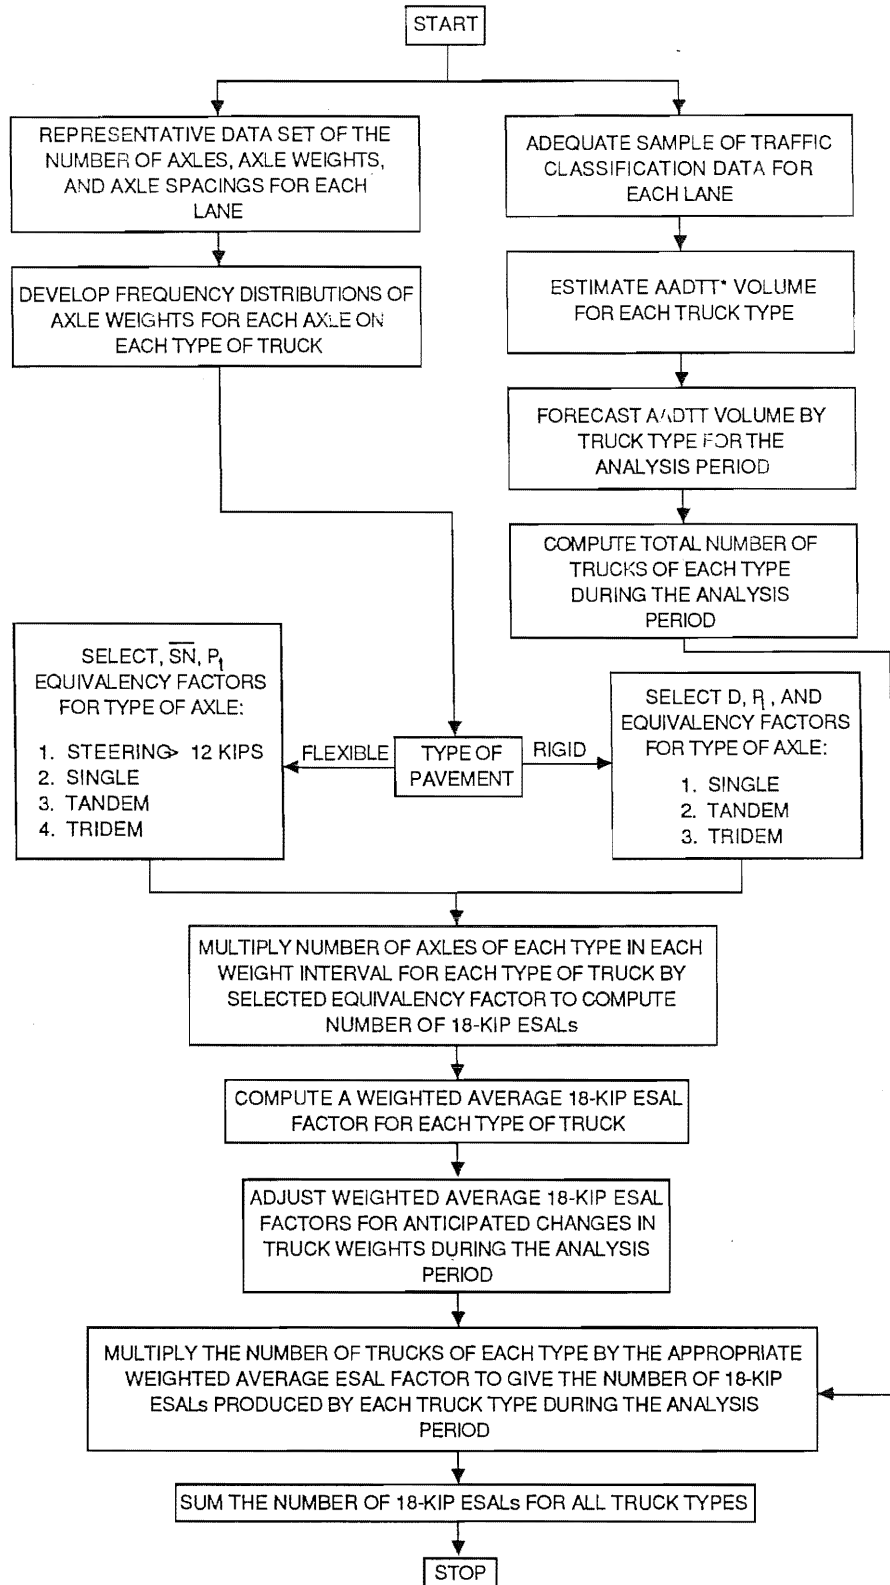 START
REPRESENTATIVE DATA SET OF THE
NUMBER OF AXLES, AXLE WEIGHTS,
AND AXLE SPACINGS FOR EACH
LANE
ADEQUATE SAMPLE OF TRAFFIC
CLASSIFICATION DATA FOR
EACH LANE
DEVELOP FREQUENCY DISTRIBUTIONS OF
AXLE WEIGHTS FOR EACH AXLE ON
EACH TYPE OF TRUCK
ESTIMATE AADTT* VOLUME
FOR EACH TRUCK TYPE
FORECAST AADTT VOLUME BY
TRUCK TYPE FOR THE
ANALYSIS PERIOD
COMPUTE TOTAL NUMBER OF
TRUCKS OF EACH TYPE
DURING THE ANALYSIS
PERIOD
SELECT, S̅N̅, Pt
EQUIVALENCY FACTORS
FOR TYPE OF AXLE:
1. STEERING> 12 KIPS
2. SINGLE
3. TANDEM
4. TRIDEM
FLEXIBLE
TYPE OF
PAVEMENT
RIGID
SELECT D, Pt, AND
EQUIVALENCY FACTORS
FOR TYPE OF AXLE:
1. SINGLE
2. TANDEM
3. TRIDEM
MULTIPLY NUMBER OF AXLES OF EACH TYPE IN EACH
WEIGHT INTERVAL FOR EACH TYPE OF TRUCK BY
SELECTED EQUIVALENCY FACTOR TO COMPUTE
NUMBER OF 18-KIP ESALs
COMPUTE A WEIGHTED AVERAGE 18-KIP ESAL
FACTOR FOR EACH TYPE OF TRUCK
ADJUST WEIGHTED AVERAGE 18-KIP ESAL
FACTORS FOR ANTICIPATED CHANGES IN
TRUCK WEIGHTS DURING THE ANALYSIS
PERIOD
MULTIPLY THE NUMBER OF TRUCKS OF EACH TYPE BY THE APPROPRIATE
WEIGHTED AVERAGE ESAL FACTOR TO GIVE THE NUMBER OF 18-KIP
ESALs PRODUCED BY EACH TRUCK TYPE DURING THE ANALYSIS
PERIOD
SUM THE NUMBER OF 18-KIP ESALs FOR ALL TRUCK TYPES
STOP